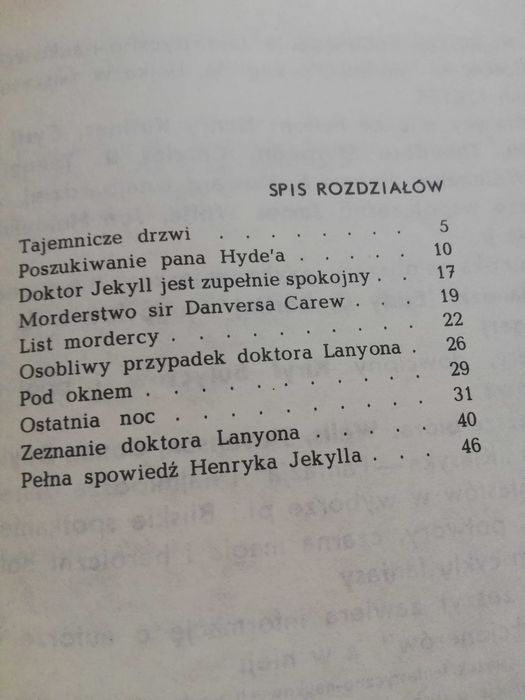 SPIS ROZDZIAŁÓW
Tajemnicze drzwi . . . . . . . . 5
Poszukiwanie pana Hyde'a . . . . . 10
Doktor Jekyll jest zupełnie spokojny . 17
Morderstwo sir Danversa Carew . . . 19
List mordercy . . . . . . . . . 22
Osobliwy przypadek doktora Lanyona . 26
Pod oknem . . . . . . . . . . 29
Ostatnia noc . . . . . . . . . 31
Zeznanie doktora Lanyona . . . . 40
Pełna spowiedź Henryka Jekylla . . . 46